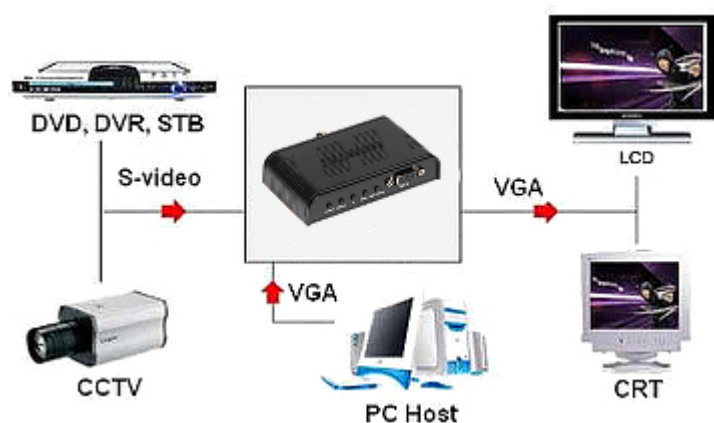 DVD, DVR, STB
LCD
S-video
VGA
VGA
CCTV
PC Host
CRT